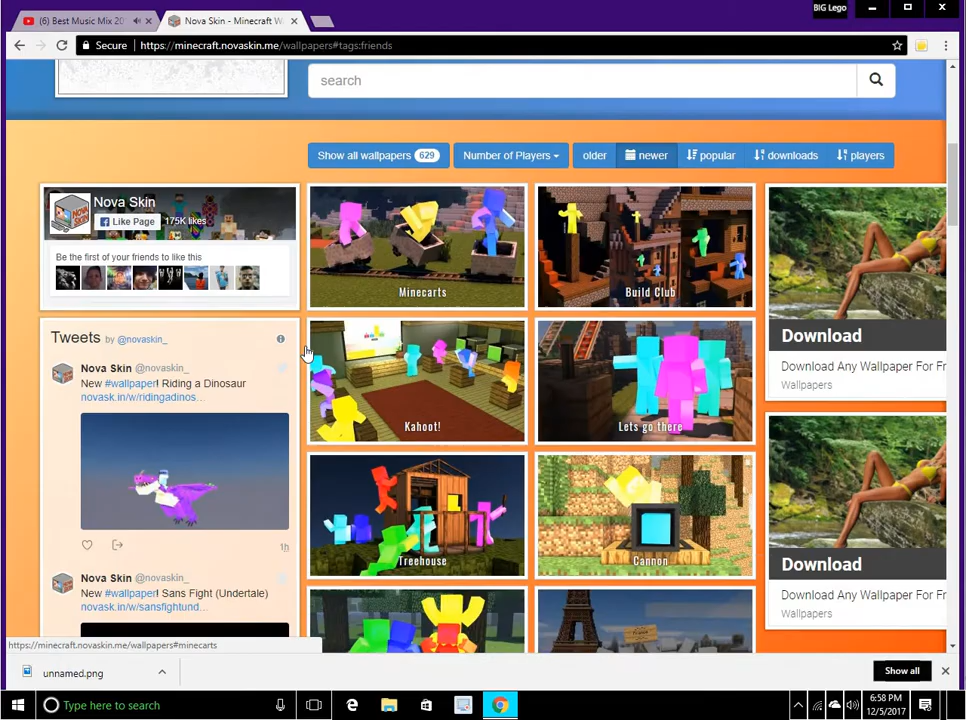 BIG Lego
(6) Best Music Mix 20
Nova Skin - Minecraft W
Secure
https://minecraft.novaskin.me/wallpapers#tags:friends
search
Show all wallpapers 629
Number of Players
older
newer
popular
downloads
players
Nova Skin
Like Page
175K likes
Be the first of your friends to like this
Minecarts
Build Club
Download
Download Any Wallpaper For Fr
Wallpapers
Tweets by @novaskin_
Nova Skin @novaskin_
New #wallpaper! Riding a Dinosaur
novask.in/w/ridingadinos...
1h
Kahoot!
Lets go there
Nova Skin @novaskin_
New #wallpaper! Sans Fight (Undertale)
novask.in/w/sansfightund...
Treehouse
Cannon
Download
Download Any Wallpaper For Fr
Wallpapers
https://minecraft.novaskin.me/wallpapers#minecarts
unnamed.png
Show all
Type here to search
6:58 PM
12/5/2017